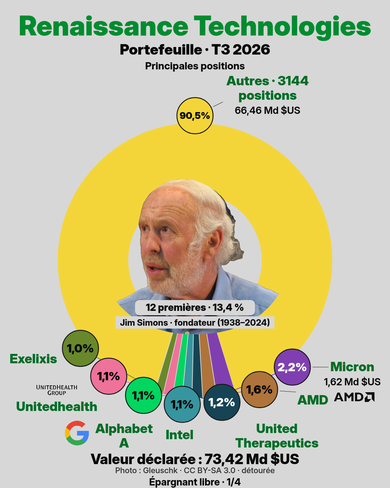 Renaissance Technologies
Portefeuille · T3 2026
Principales positions
Autres · 3144
positions
66,46 Md $US
90,5%
12 premières · 13,4 %
Jim Simons · fondateur (1938–2024)
1,0%
Exelixis
1,1%
UNITEDHEALTH
GROUP
Unitedhealth
1,1%
Alphabet
A
1,1%
Intel
1,2%
United
Therapeutics
1,6%
AMD AMD
2,2%
Micron
1,62 Md $US
Valeur déclarée : 73,42 Md $US
Photo : Gleuschk · CC BY-SA 3.0 · détourée
Épargnant libre · 1/4